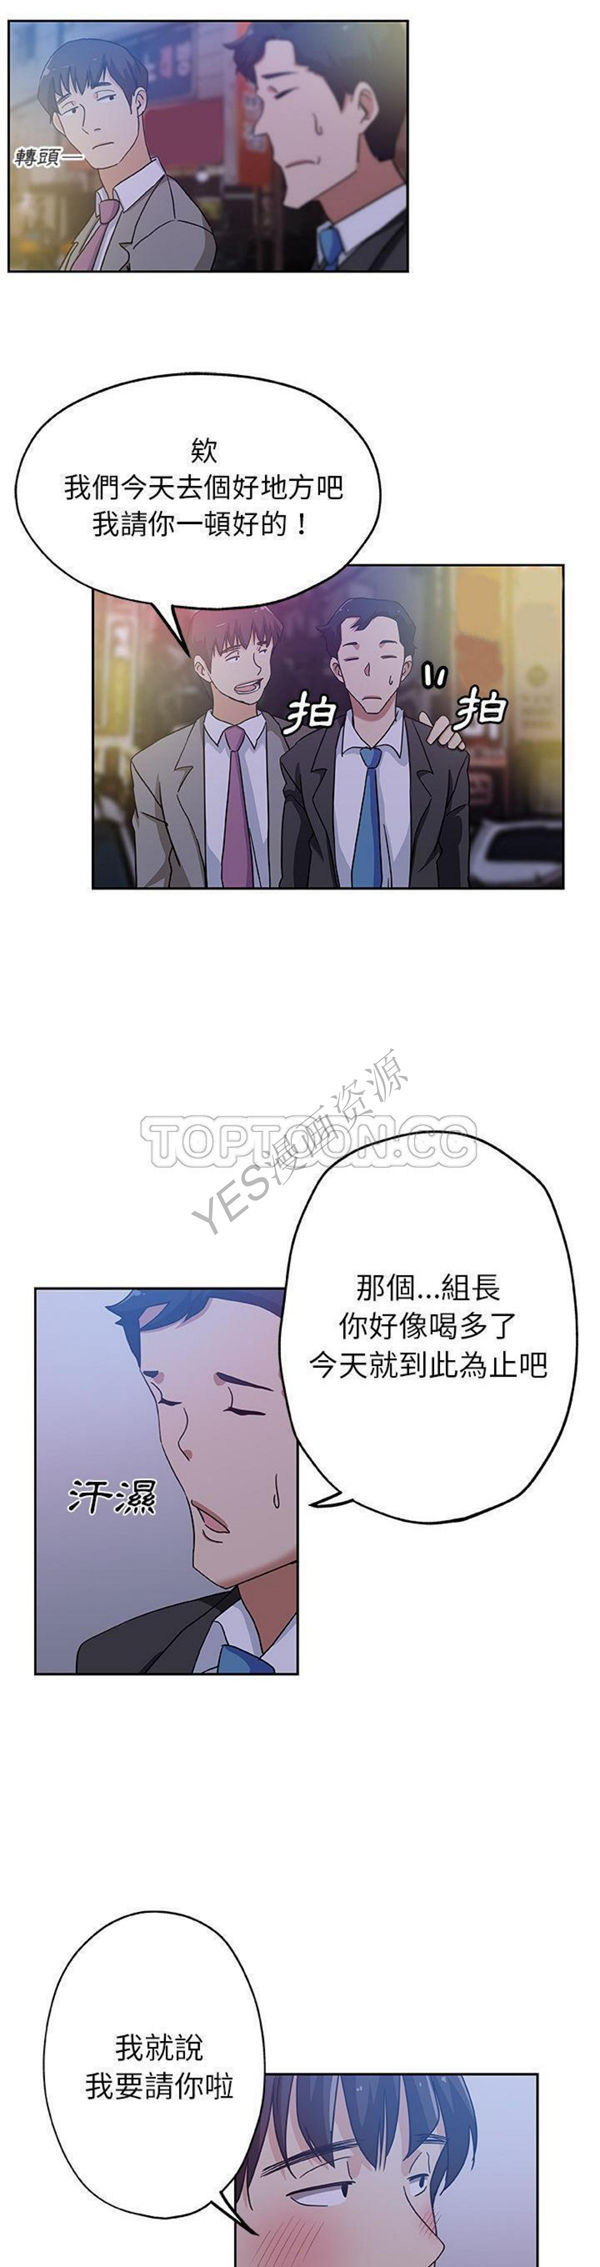 轉頭—
欸
我們今天去個好地方吧
我請你一頓好的！
拍
拍
YES漫画资源
TOPTOON.CC
那個…組長
你好像喝多了
今天就到此為止吧
汗濕
我就說
我要請你啦